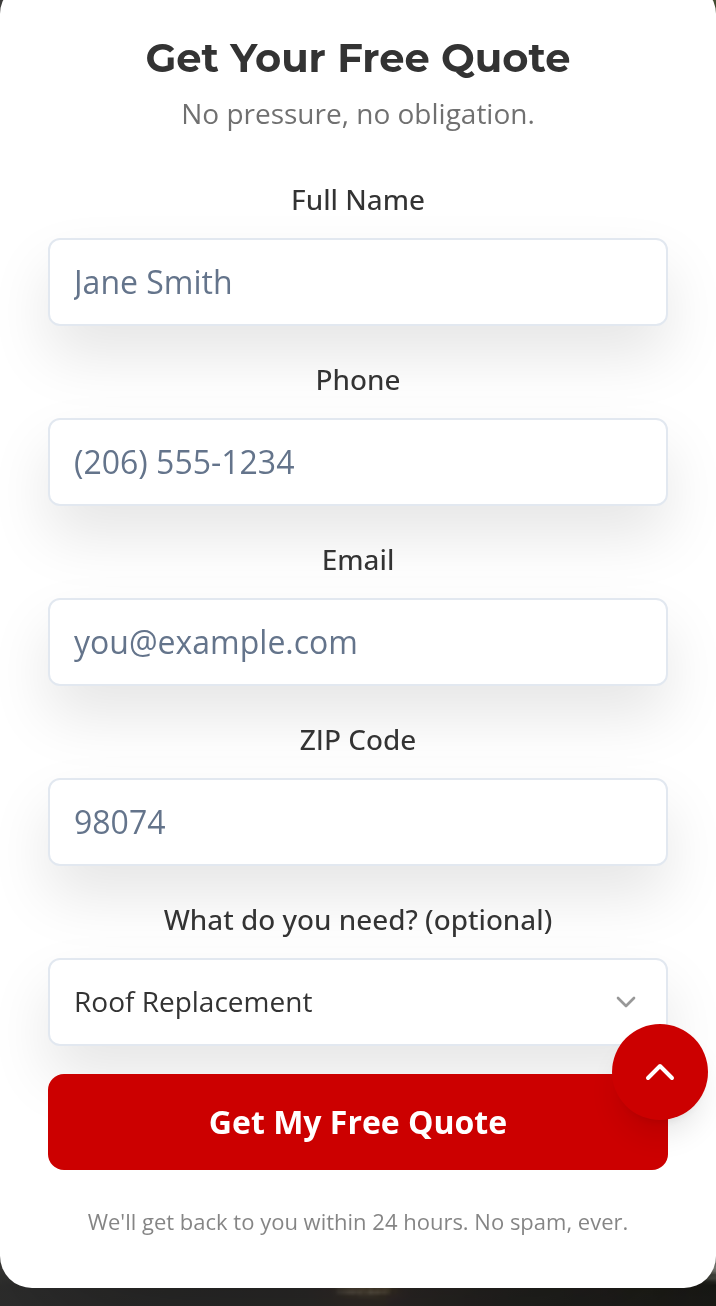 Get Your Free Quote
No pressure, no obligation.
Full Name
Jane Smith
Phone
(206) 555-1234
Email
you@example.com
ZIP Code
98074
What do you need? (optional)
Roof Replacement
Get My Free Quote
We'll get back to you within 24 hours. No spam, ever.